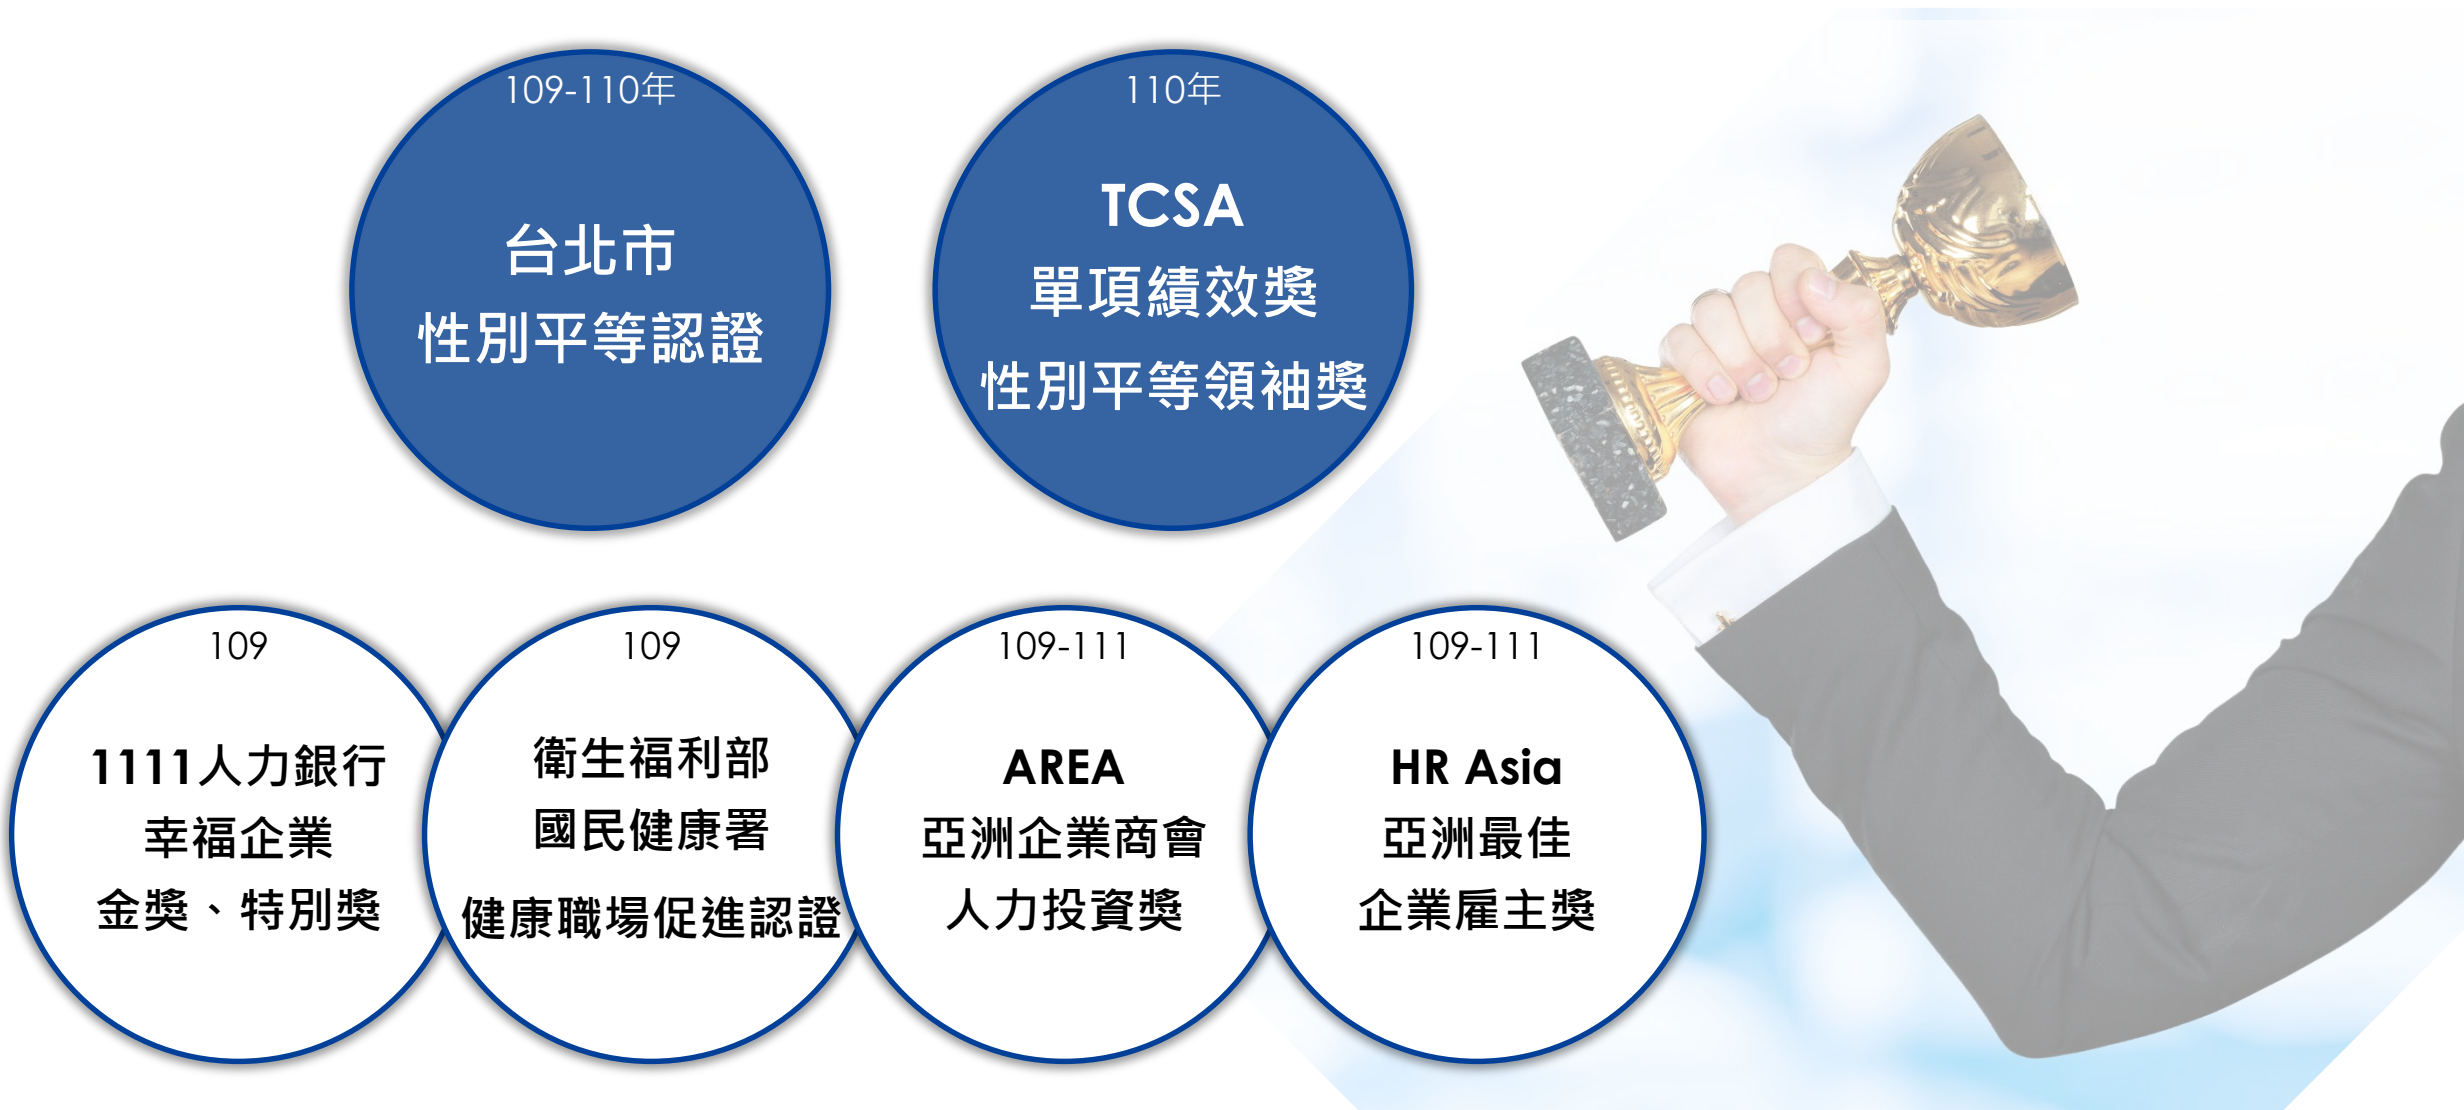 109-110年
台北市
性別平等認證
110年
TCSA
單項績效獎
性別平等領袖獎
109
1111人力銀行
幸福企業
金獎、特別獎
109
衛生福利部
國民健康署
健康職場促進認證
109-111
AREA
亞洲企業商會
人力投資獎
109-111
HR Asia
亞洲最佳
企業雇主獎